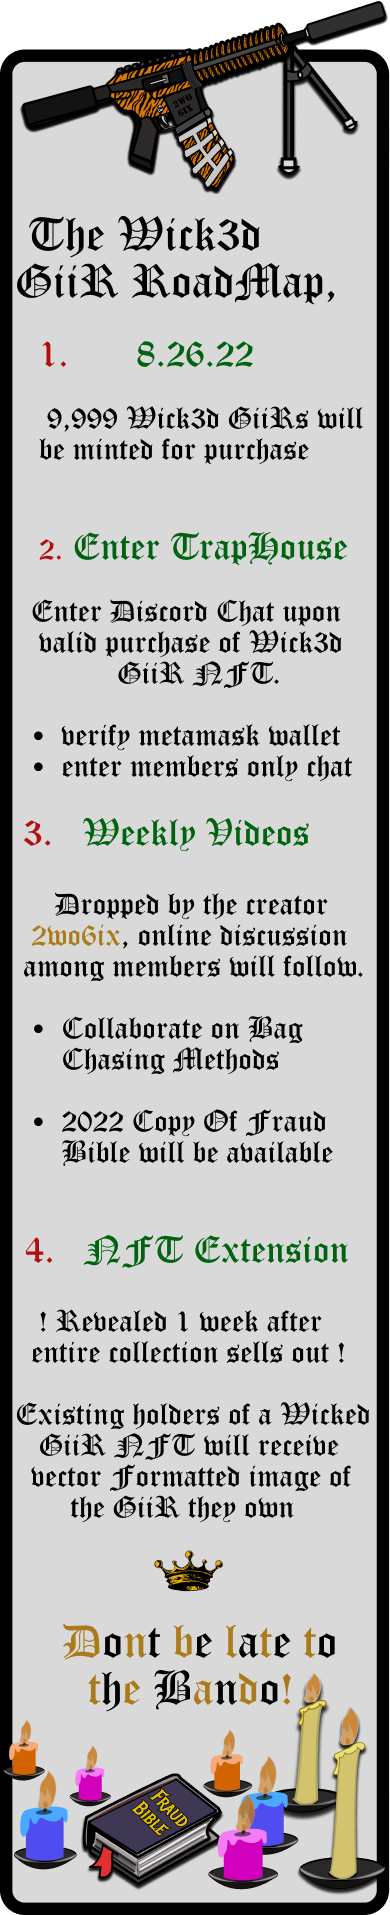 2WO
6IX
The Wick3d
GiiR RoadMap,
1. 8.26.22
9,999 Wick3d GiiRs will
be minted for purchase
2. Enter TrapHouse
Enter Discord Chat upon
valid purchase of Wick3d
GiiR NFT.
• verify metamask wallet
• enter members only chat
3. Weekly Videos
Dropped by the creator
2wo6ix, online discussion
among members will follow.
• Collaborate on Bag
Chasing Methods
• 2022 Copy Of Fraud
Bible will be available
4. NFT Extension
! Revealed 1 week after
entire collection sells out !
Existing holders of a Wicked
GiiR NFT will receive
vector Formatted image of
the GiiR they own
Dont be late to
the Bando!
FRAUD
BIBLE